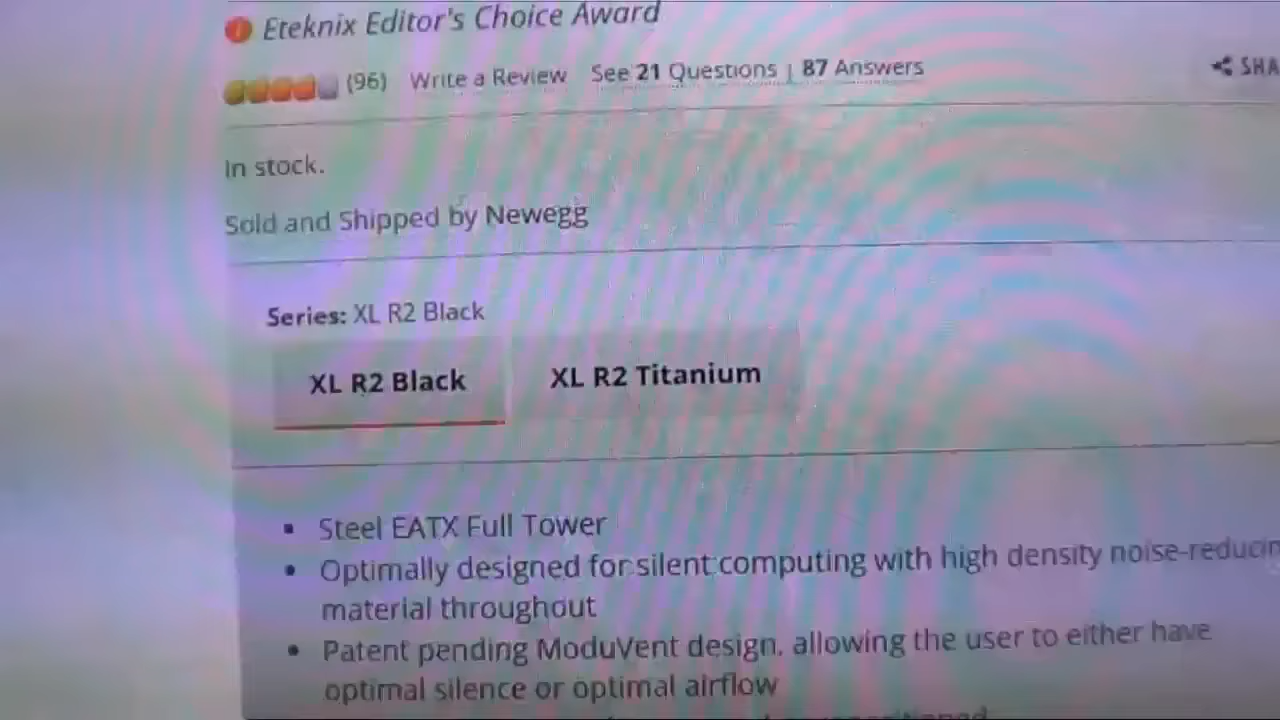 Eteknix Editor's Choice Award
(96) Write a Review See 21 Questions | 87 Answers
SHA
In stock.
Sold and Shipped by Newegg
Series: XL R2 Black
XL R2 Black XL R2 Titanium
▪ Steel EATX Full Tower
▪ Optimally designed for silent computing with high density noise-reducin
material throughout
▪ Patent pending ModuVent design, allowing the user to either have
optimal silence or optimal airflow